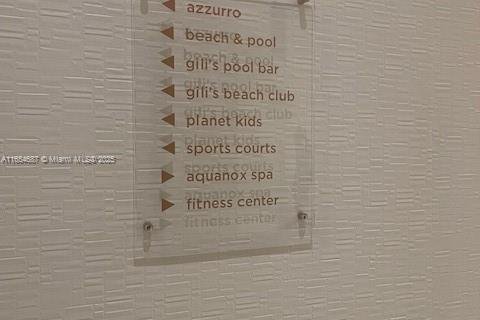 azzurro
beach & pool
gili's pool bar
gili's beach club
planet kids
sports courts
aquanox spa
fitness center
A11664687 © Miami MLS® 2025